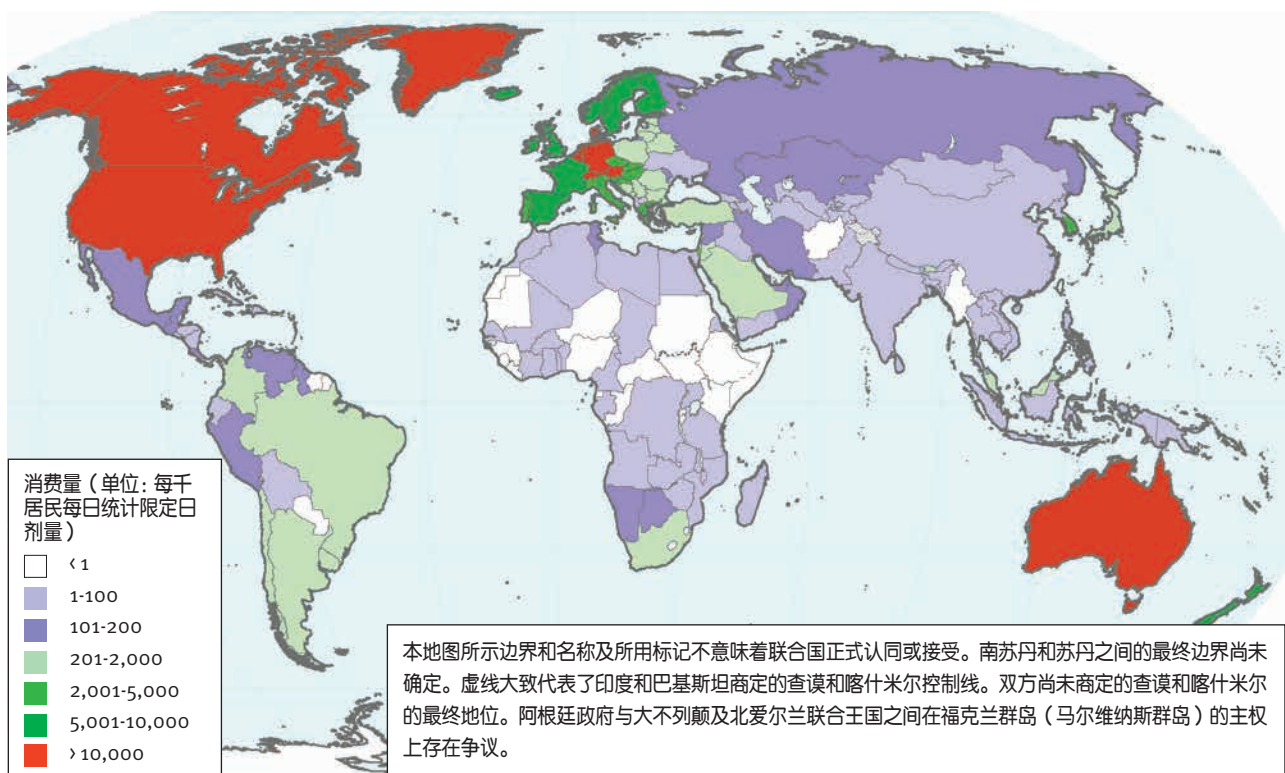 消费量（单位：每千
居民每日统计限定日
剂量）
‹ 1
1-100
101-200
201-2,000
2,001-5,000
5,001-10,000
› 10,000
本地图所示边界和名称及所用标记不意味着联合国正式认同或接受。南苏丹和苏丹之间的最终边界尚未
确定。虚线大致代表了印度和巴基斯坦商定的查谟和喀什米尔控制线。双方尚未商定的查谟和喀什米尔
的最终地位。阿根廷政府与大不列颠及北爱尔兰联合王国之间在福克兰群岛（马尔维纳斯群岛）的主权
上存在争议。